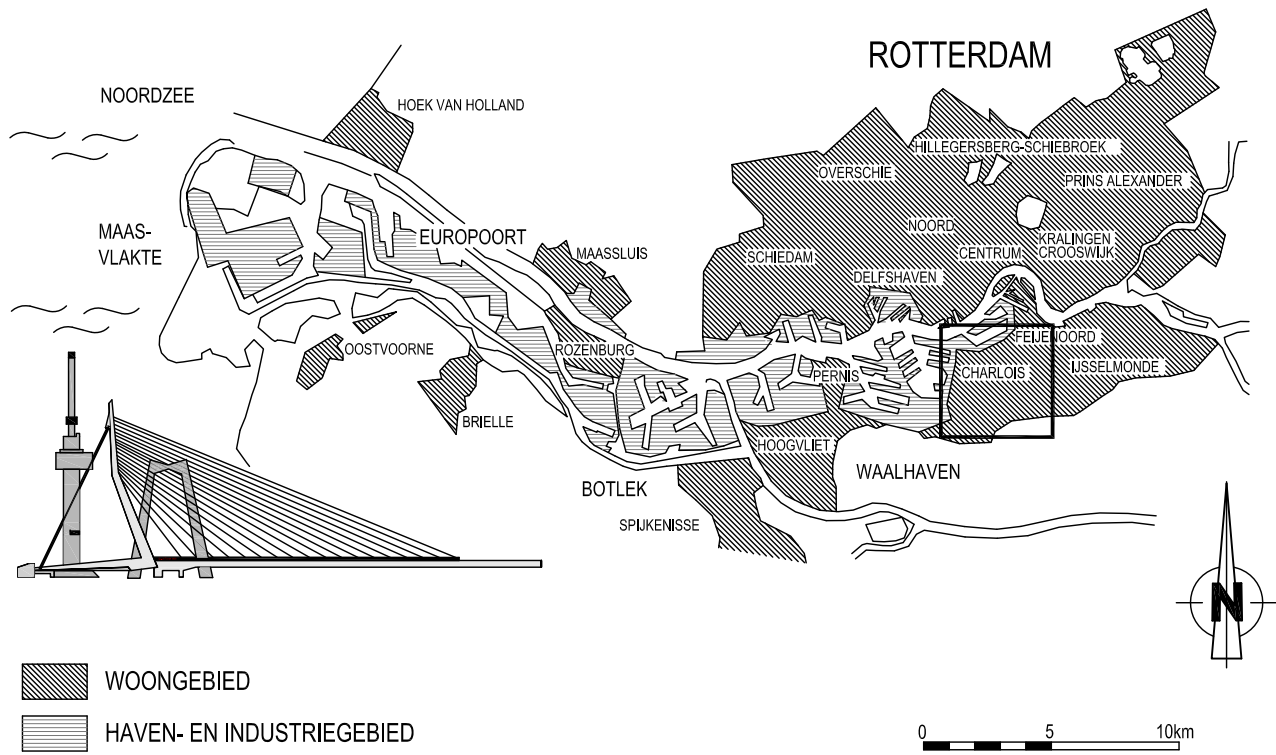 ROTTERDAM
NOORDZEE
HOEK VAN HOLLAND
HILLEGERSBERG-SCHIEBROEK
OVERSCHIE
PRINS ALEXANDER
MAAS-
VLAKTE
EUROPOORT
NOORD
KRALINGEN
CROOSWIJK
MAASSLUIS
SCHIEDAM
CENTRUM
DELFSHAVEN
OOSTVOORNE
ROZENBURG
FEIJENOORD
PERNIS
CHARLOIS
IJSSELMONDE
BRIELLE
HOOGVLIET
WAALHAVEN
BOTLEK
SPIJKENISSE
N
WOONGEBIED
HAVEN- EN INDUSTRIEGEBIED
0 5 10km